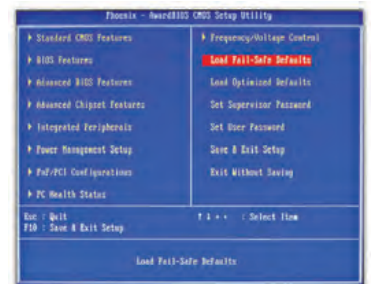 Phoenix - AwardBIOS CMOS Setup Utility
Standard CMOS Features
BIOS Features
Advanced BIOS Features
Advanced Chipset Features
Integrated Peripherals
Power Management Setup
PnP/PCI Configurations
PC Health Status
Frequency/Voltage Control
Load Fail-Safe Defaults
Load Optimized Defaults
Set Supervisor Password
Set User Password
Save & Exit Setup
Exit Without Saving
Esc : Quit
F10 : Save & Exit Setup
: Select Item
Load Fail-Safe Defaults